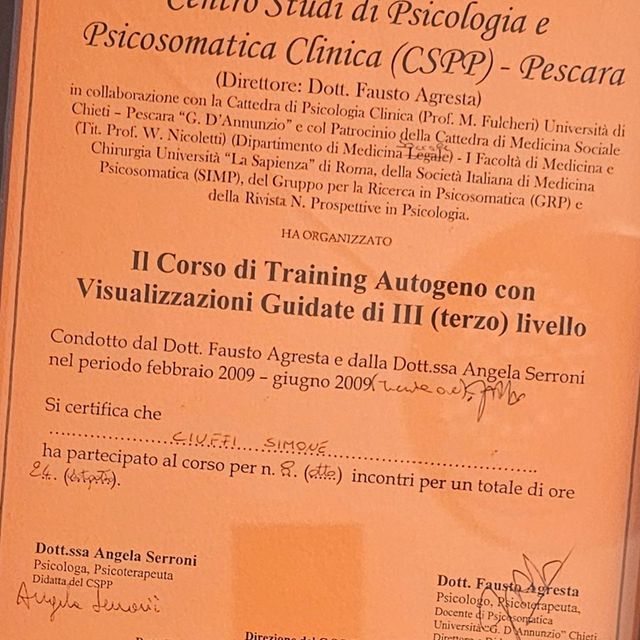 Centro Studi di Psicologia e
Psicosomatica Clinica (CSPP) - Pescara
(Direttore: Dott. Fausto Agresta)
in collaborazione con la Cattedra di Psicologia Clinica (Prof. M. Fulcheri) Università di
Chieti – Pescara “G. D’Annunzio” e col Patrocinio della Cattedra di Medicina Sociale
(Tit. Prof. W. Nicoletti) (Dipartimento di Medicina Legale) - I Facoltà di Medicina e
Chirurgia Università “La Sapienza” di Roma, della Società Italiana di Medicina
Psicosomatica (SIMP), del Gruppo per la Ricerca in Psicosomatica (GRP) e
della Rivista N. Prospettive in Psicologia.
HA ORGANIZZATO
Il Corso di Training Autogeno con
Visualizzazioni Guidate di III (terzo) livello
Condotto dal Dott. Fausto Agresta e dalla Dott.ssa Angela Serroni
nel periodo febbraio 2009 – giugno 2009
Si certifica che
CIUFFI SIMONE
ha partecipato al corso per n. 8. (otto) incontri per un totale di ore
24. ( ).
Dott.ssa Angela Serroni
Psicologa, Psicoterapeuta
Didatta del CSPP
Angela Serroni
Dott. Fausto Agresta
Psicologo, Psicoterapeuta,
Docente di Psicosomatica
Università “G. D’Annunzio” Chieti